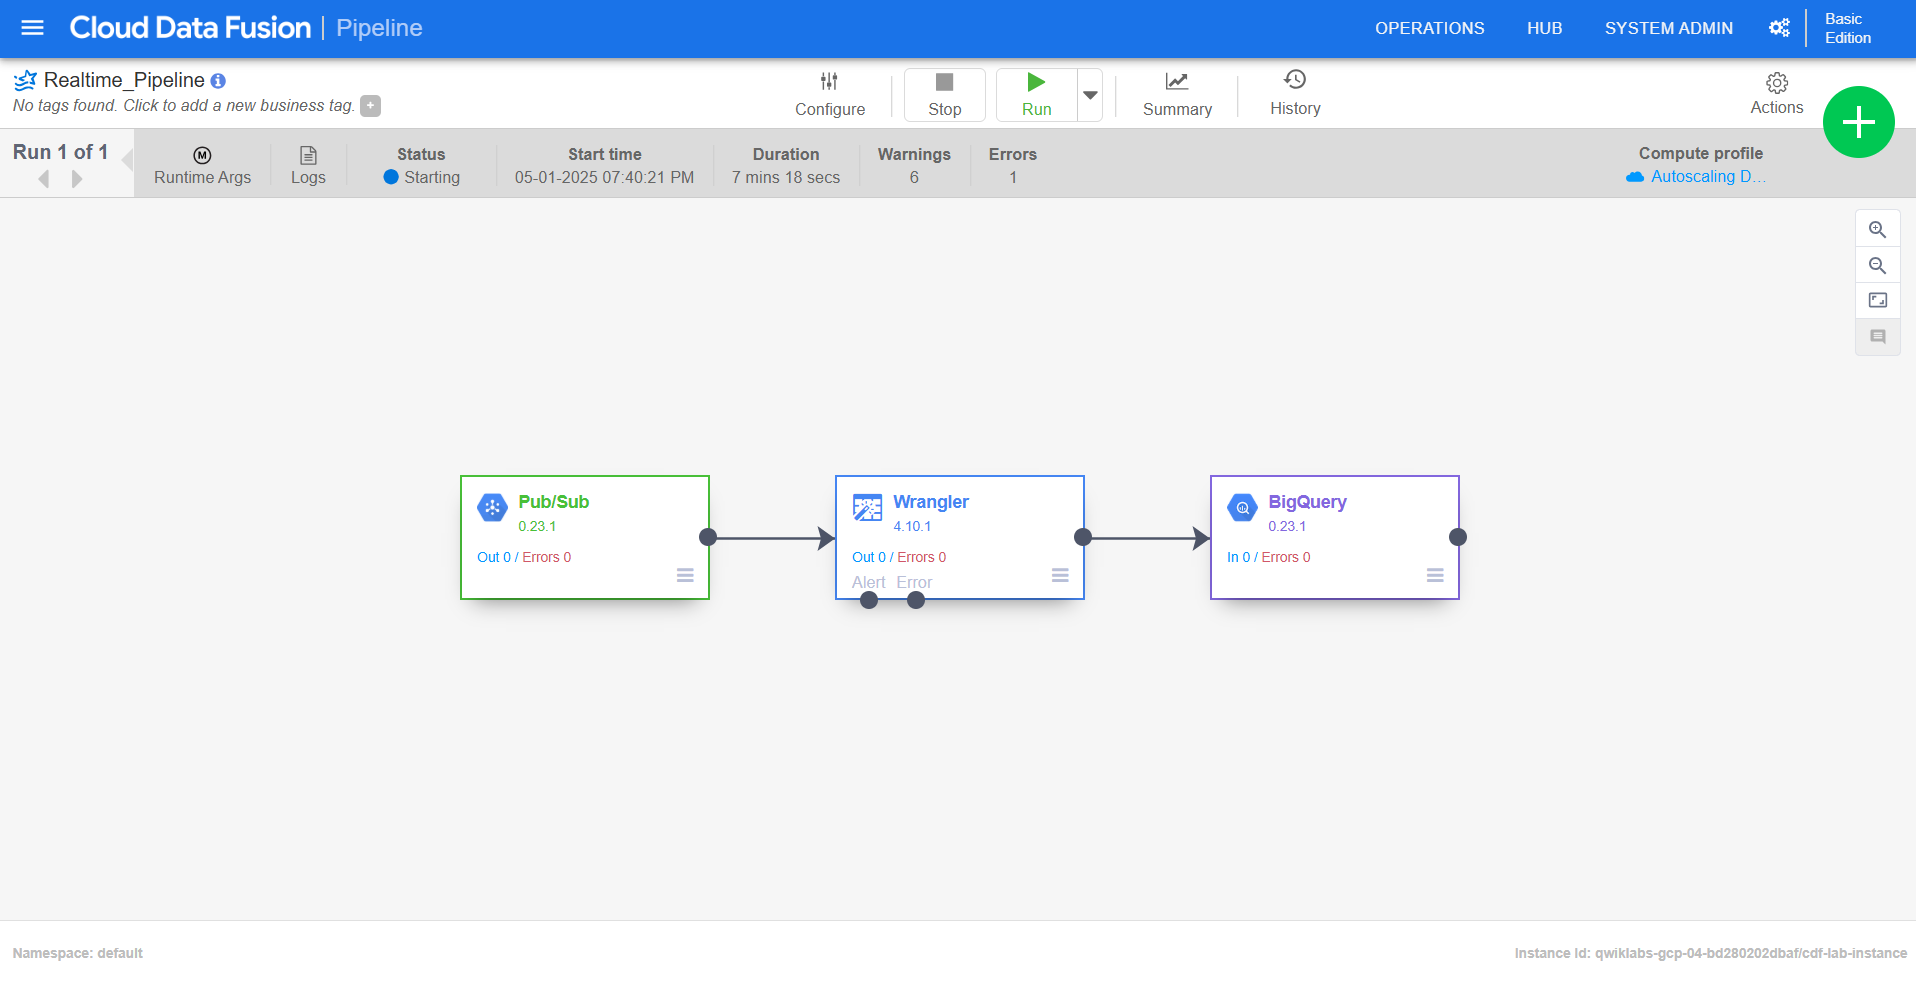 Cloud Data Fusion | Pipeline
OPERATIONS
HUB
SYSTEM ADMIN
Basic
Edition
Realtime_Pipeline
No tags found. Click to add a new business tag.
Configure
Stop
Run
Summary
History
Actions
Run 1 of 1
M
Runtime Args
Logs
Status
Starting
Start time
05-01-2025 07:40:21 PM
Duration
7 mins 18 secs
Warnings
6
Errors
1
Compute profile
Autoscaling D...
Pub/Sub
0.23.1
Out 0 / Errors 0
Wrangler
4.10.1
Out 0 / Errors 0
Alert Error
BigQuery
0.23.1
In 0 / Errors 0
Namespace: default
Instance Id: qwiklabs-gcp-04-bd280202dbaf/cdf-lab-instance